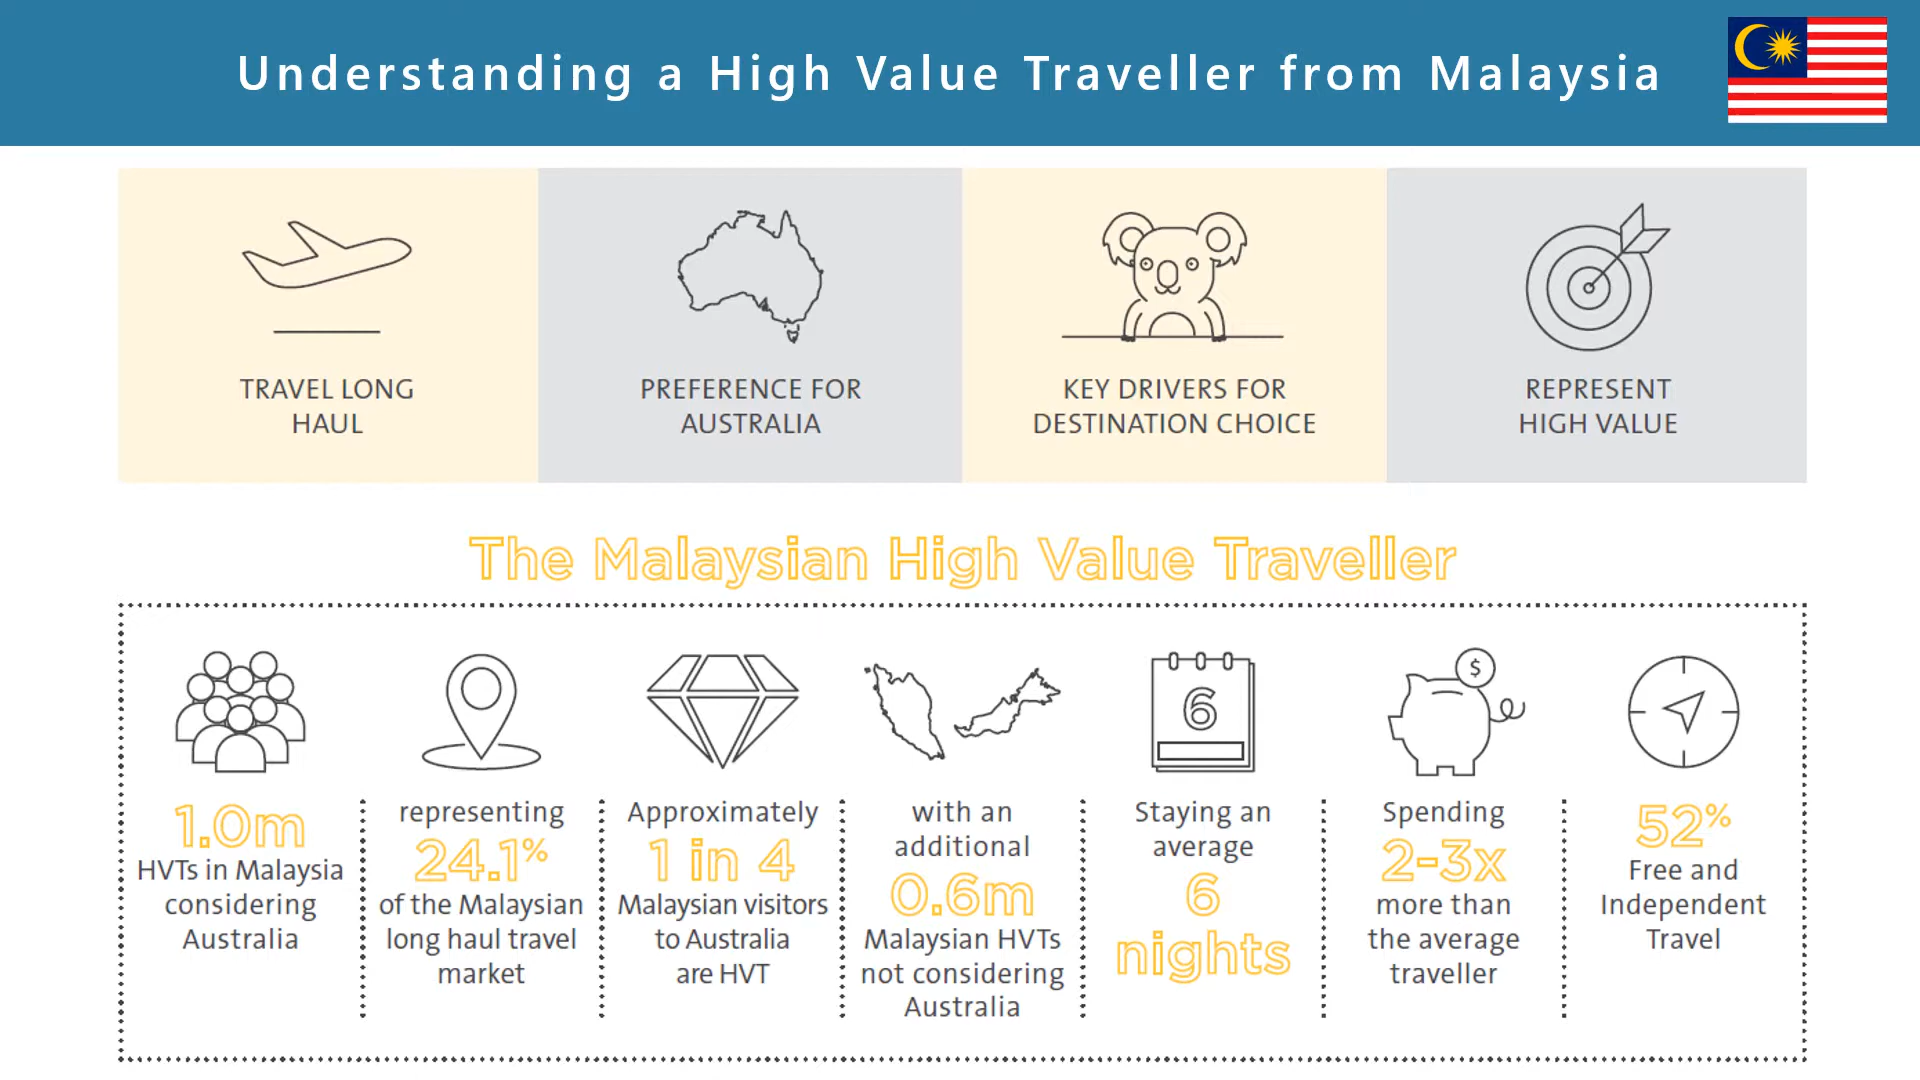 Understanding a High Value Traveller from Malaysia
TRAVEL LONG
HAUL
PREFERENCE FOR
AUSTRALIA
KEY DRIVERS FOR
DESTINATION CHOICE
REPRESENT
HIGH VALUE
The Malaysian High Value Traveller
1.0m
HVTs in Malaysia
considering
Australia
representing
24.1%
of the Malaysian
long haul travel
market
Approximately
1 in 4
Malaysian visitors
to Australia
are HVT
with an
additional
0.6m
Malaysian HVTs
not considering
Australia
6
Staying an
average
6
nights
$
Spending
2-3x
more than
the average
traveller
52%
Free and
Independent
Travel